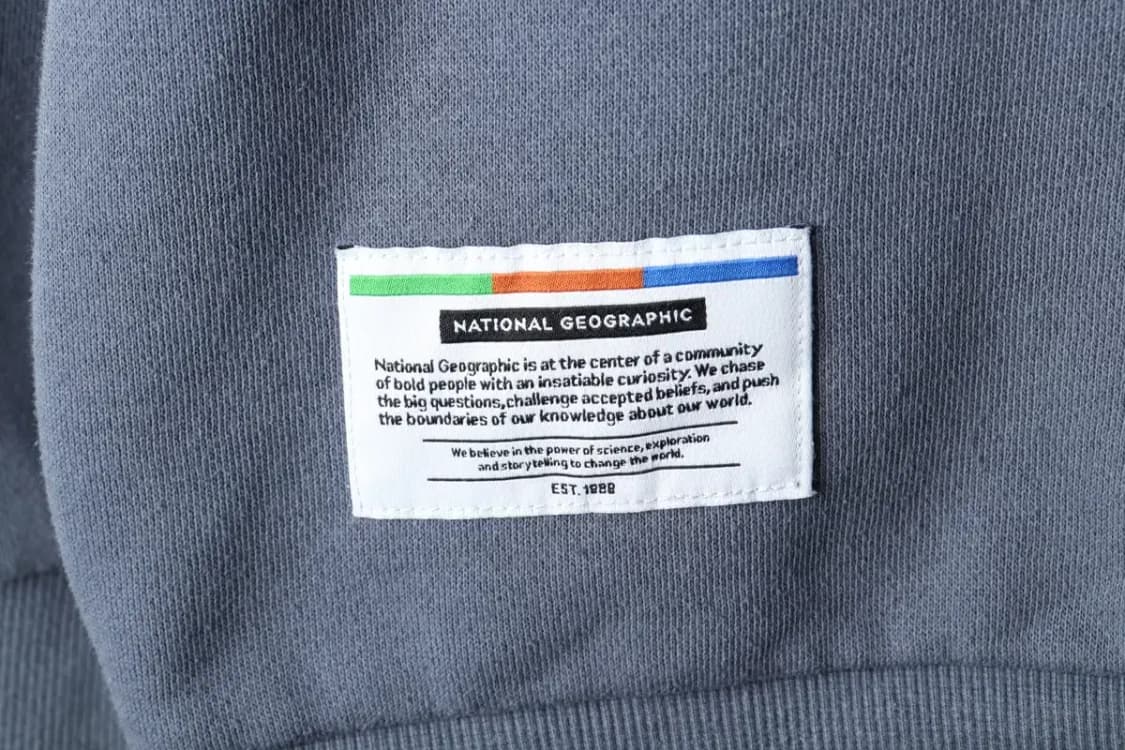 NATIONAL GEOGRAPHIC
National Geographic is at the center of a community
of bold people with an insatiable curiosity. We chase
the big questions,challenge accepted beliefs, and push
the boundaries of our knowledge about our world.
We believe in the power of science, exploration
and storytelling to change the world.
EST. 1888